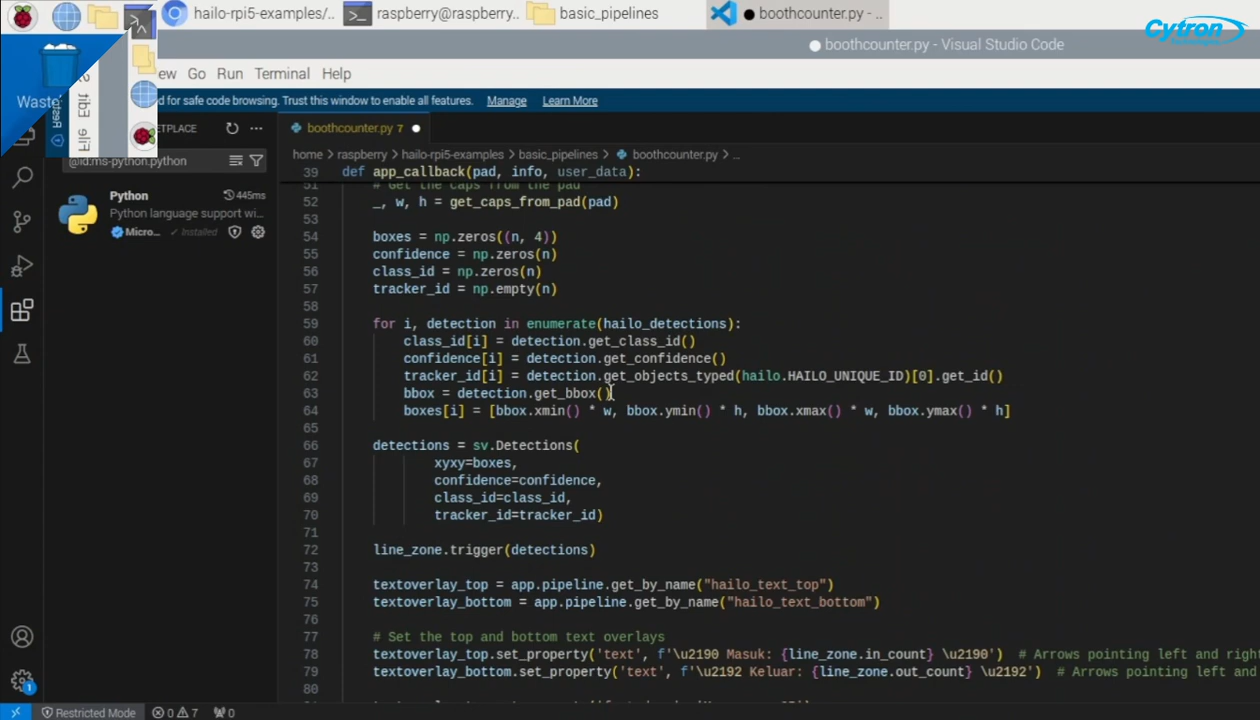 hailo-rpi5-examples/..
raspberry@raspberry..
basic_pipelines
boothcounter.py - ..
Cytron
boothcounter.py - Visual Studio Code
Waste
File Edit
ew Go Run Terminal Help
d for safe code browsing. Trust this window to enable all features. Manage Learn More
ETPLACE
boothcounter.py 7
@id:ms-python.python
home > raspberry > hailo-rpi5-examples > basic_pipelines > boothcounter.py > ...
Python 445ms
Python language support wi...
Micro... Installed
39 def app_callback(pad, info, user_data):
51 # Get the caps from the pad
52 _, w, h = get_caps_from_pad(pad)
53
54 boxes = np.zeros((n, 4))
55 confidence = np.zeros(n)
56 class_id = np.zeros(n)
57 tracker_id = np.empty(n)
58
59 for i, detection in enumerate(hailo_detections):
60 class_id[i] = detection.get_class_id()
61 confidence[i] = detection.get_confidence()
62 tracker_id[i] = detection.get_objects_typed(hailo.HAILO_UNIQUE_ID)[0].get_id()
63 bbox = detection.get_bbox()
64 boxes[i] = [bbox.xmin() * w, bbox.ymin() * h, bbox.xmax() * w, bbox.ymax() * h]
65
66 detections = sv.Detections(
67 xyxy=boxes,
68 confidence=confidence,
69 class_id=class_id,
70 tracker_id=tracker_id)
71
72 line_zone.trigger(detections)
73
74 textoverlay_top = app.pipeline.get_by_name("hailo_text_top")
75 textoverlay_bottom = app.pipeline.get_by_name("hailo_text_bottom")
76
77 # Set the top and bottom text overlays
78 textoverlay_top.set_property('text', f'\u2190 Masuk: {line_zone.in_count} \u2190') # Arrows pointing left and right
79 textoverlay_bottom.set_property('text', f'\u2192 Keluar: {line_zone.out_count} \u2192') # Arrows pointing left and
80
1
Restricted Mode 0 7 0